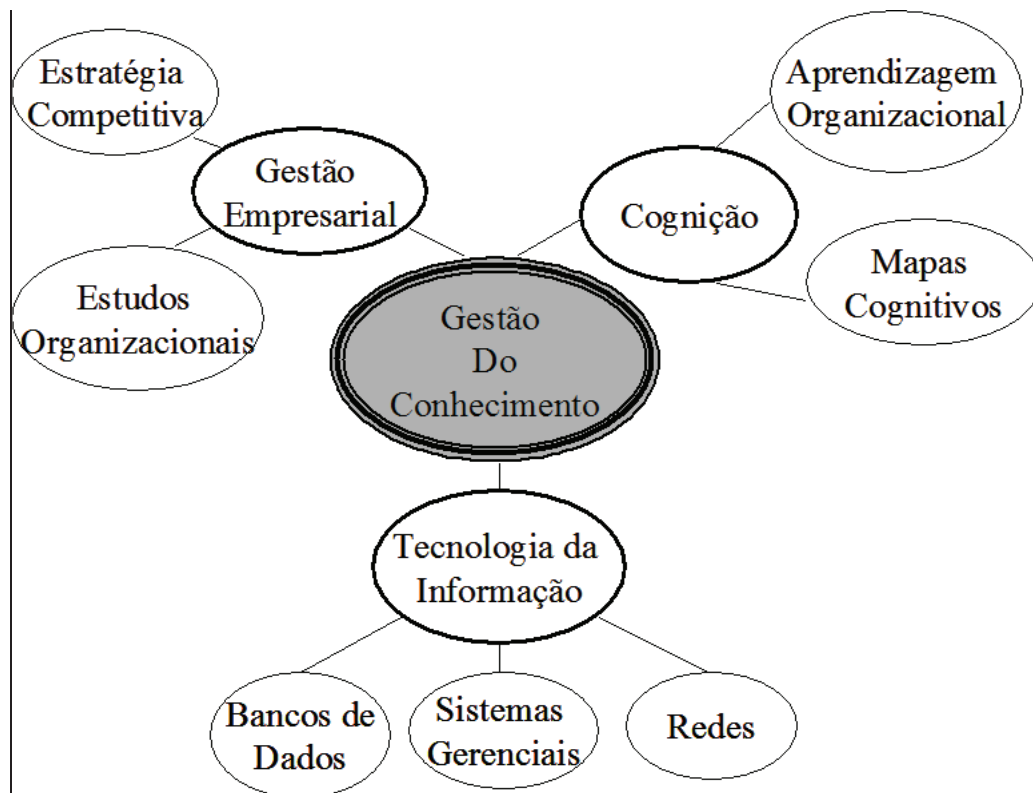 Estratégia
Competitiva
Gestão
Empresarial
Estudos
Organizacionais
Aprendizagem
Organizacional
Cognição
Mapas
Cognitivos
Gestão
Do
Conhecimento
Tecnologia da
Informação
Bancos de
Dados
Sistemas
Gerenciais
Redes